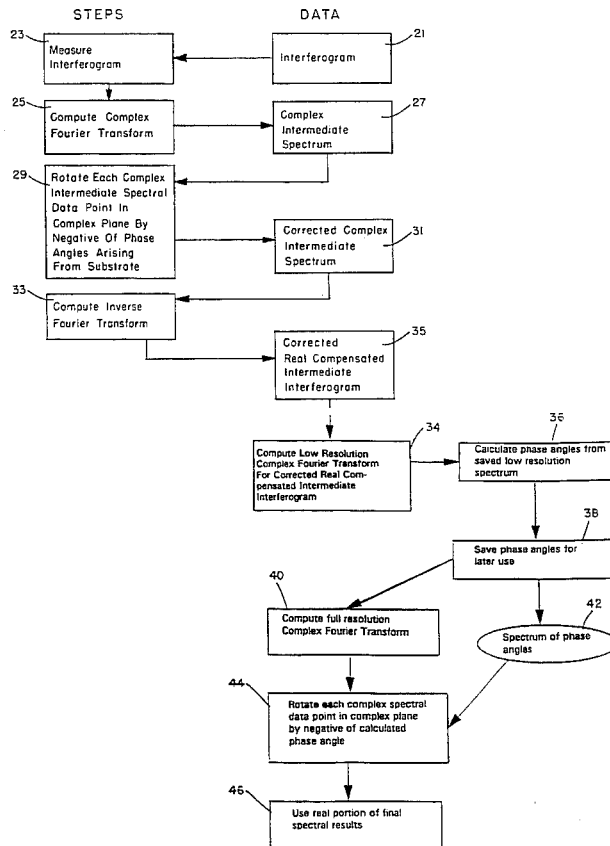 STEPS
DATA
23
Measure
Interferogram
21
Interferogram
25
Compute Complex
Fourier Transform
27
Complex
Intermediate
Spectrum
29
Rotate Each Complex
Intermediate Spectral
Data Point In
Complex Plane By
Negative Of Phase
Angles Arising
From Substrate
31
Corrected Complex
Intermediate
Spectrum
33
Compute Inverse
Fourier Transform
35
Corrected
Real Compensated
Intermediate
Interferogram
34
Compute Low Resolution
Complex Fourier Transform
For Corrected Real Com-
pensated Intermediate
Interferogram
36
Calculate phase angles from
saved low resolution
spectrum
38
Save phase angles for
later use
40
Compute full resolution
Complex Fourier Transform
42
Spectrum of phase
angles
44
Rotate each complex spectral
data point in complex plane
by negative of calculated
phase angle
46
Use real portion of final
spectral results